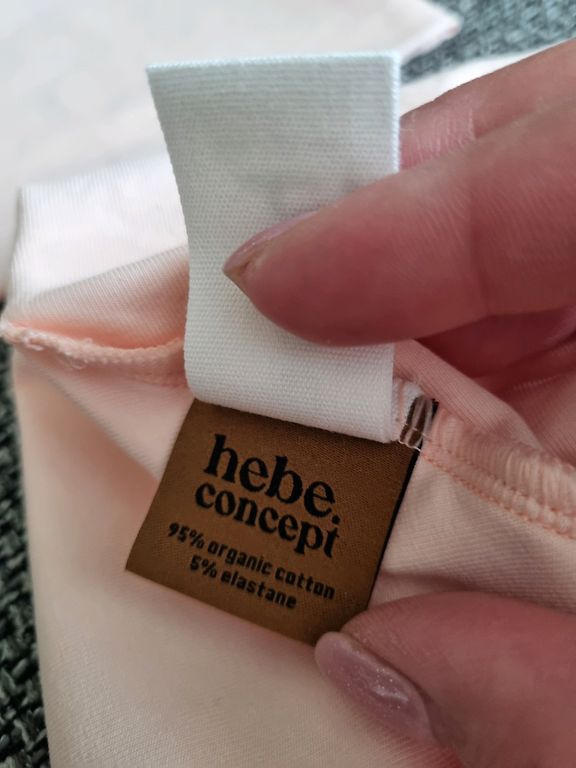 hebe.
concept
95% organic cotton
5% elastane